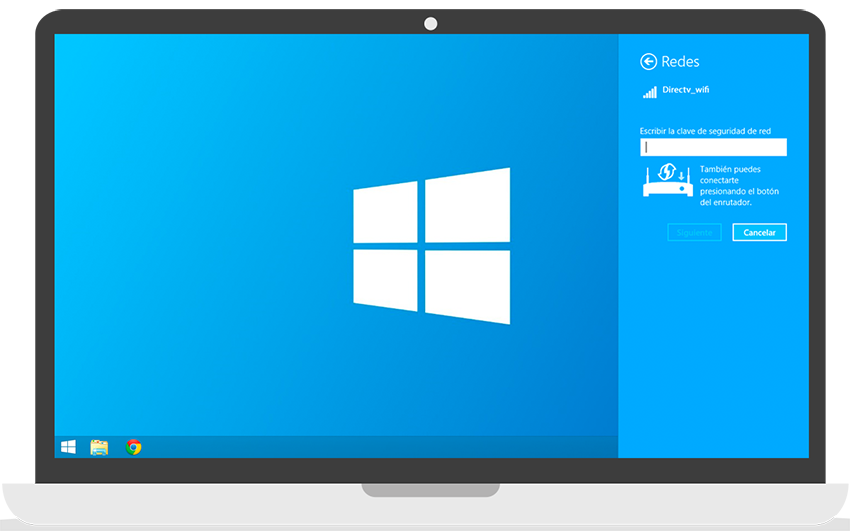 Redes
Directv_wifi
Escribir la clave de seguridad de red
También puedes
conectarte
presionando el botón
del enrutador.
Siguiente
Cancelar